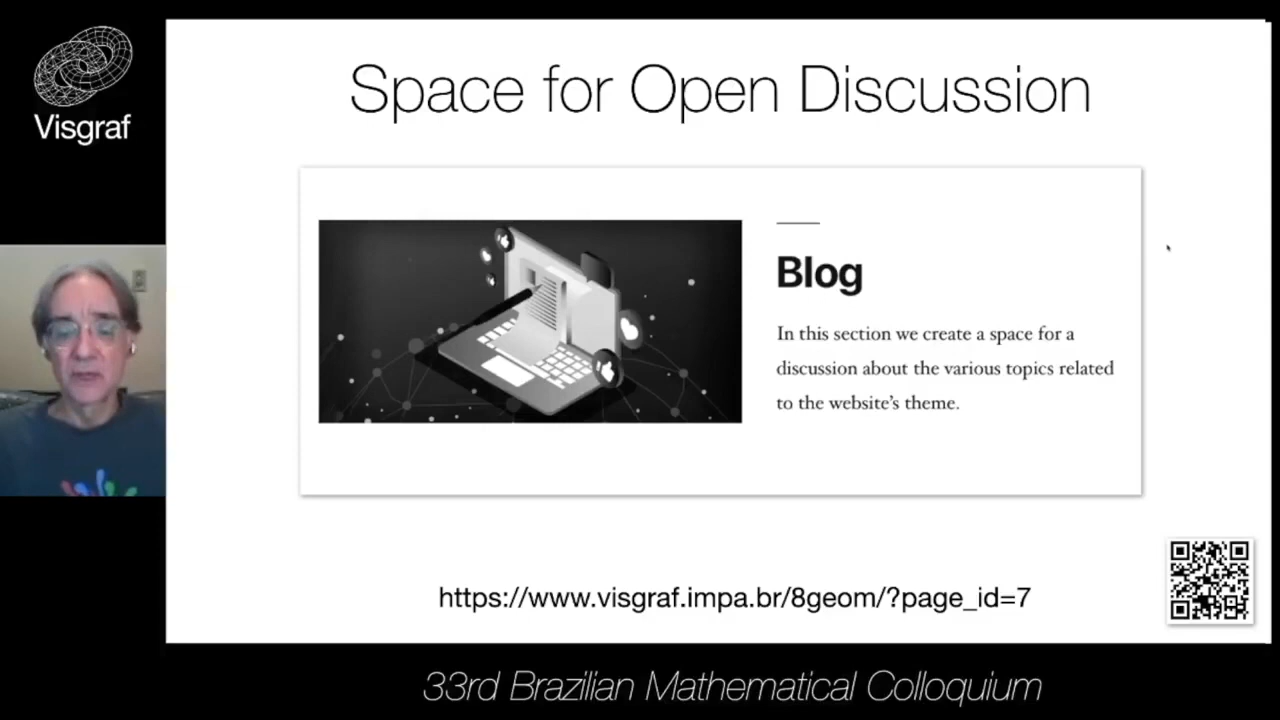 Visgraf
Space for Open Discussion
Blog
In this section we create a space for a
discussion about the various topics related
to the website's theme.
https://www.visgraf.impa.br/8geom/?page_id=7
33rd Brazilian Mathematical Colloquium